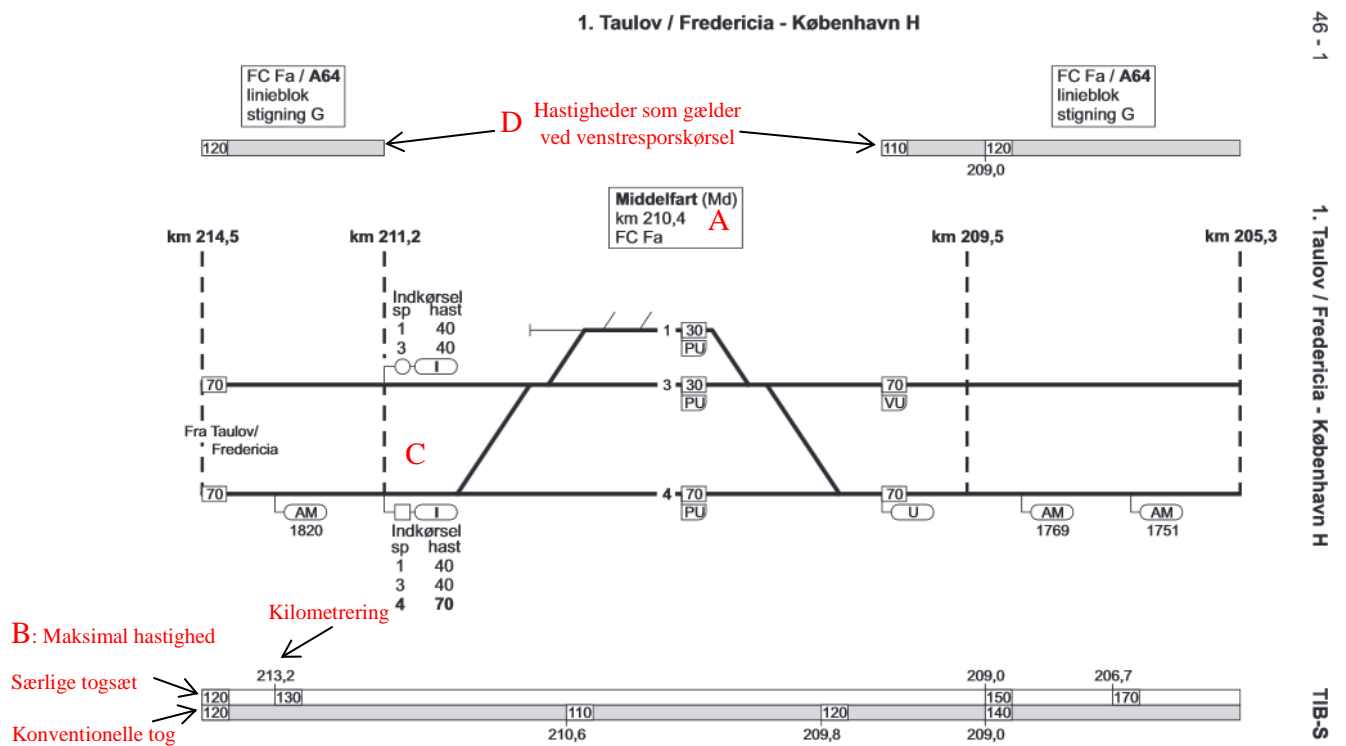 1. Taulov / Fredericia - København H
46 - 1
FC Fa / A64
linieblok
stigning G
D
Hastigheder som gælder
ved venstresporskørsel
FC Fa / A64
linieblok
stigning G
120
110
120
209,0
Middelfart (Md)
km 210,4
FC Fa
A
km 214,5
km 211,2
km 209,5
km 205,3
1. Taulov / Fredericia - København H
Indkørsel
sp hast
1 40
3 40
I
1 30
PU
70
3 30
PU
70
VU
Fra Taulov/
Fredericia
C
70
4 70
PU
70
AM
1820
I
U
AM
1769
AM
1751
Indkørsel
sp hast
1 40
3 40
4 70
Kilometrering
B: Maksimal hastighed
213,2
209,0
206,7
Særlige togsæt
120 130 150 170
120 110 120 140
Konventionelle tog
210,6
209,8
209,0
TIB-S